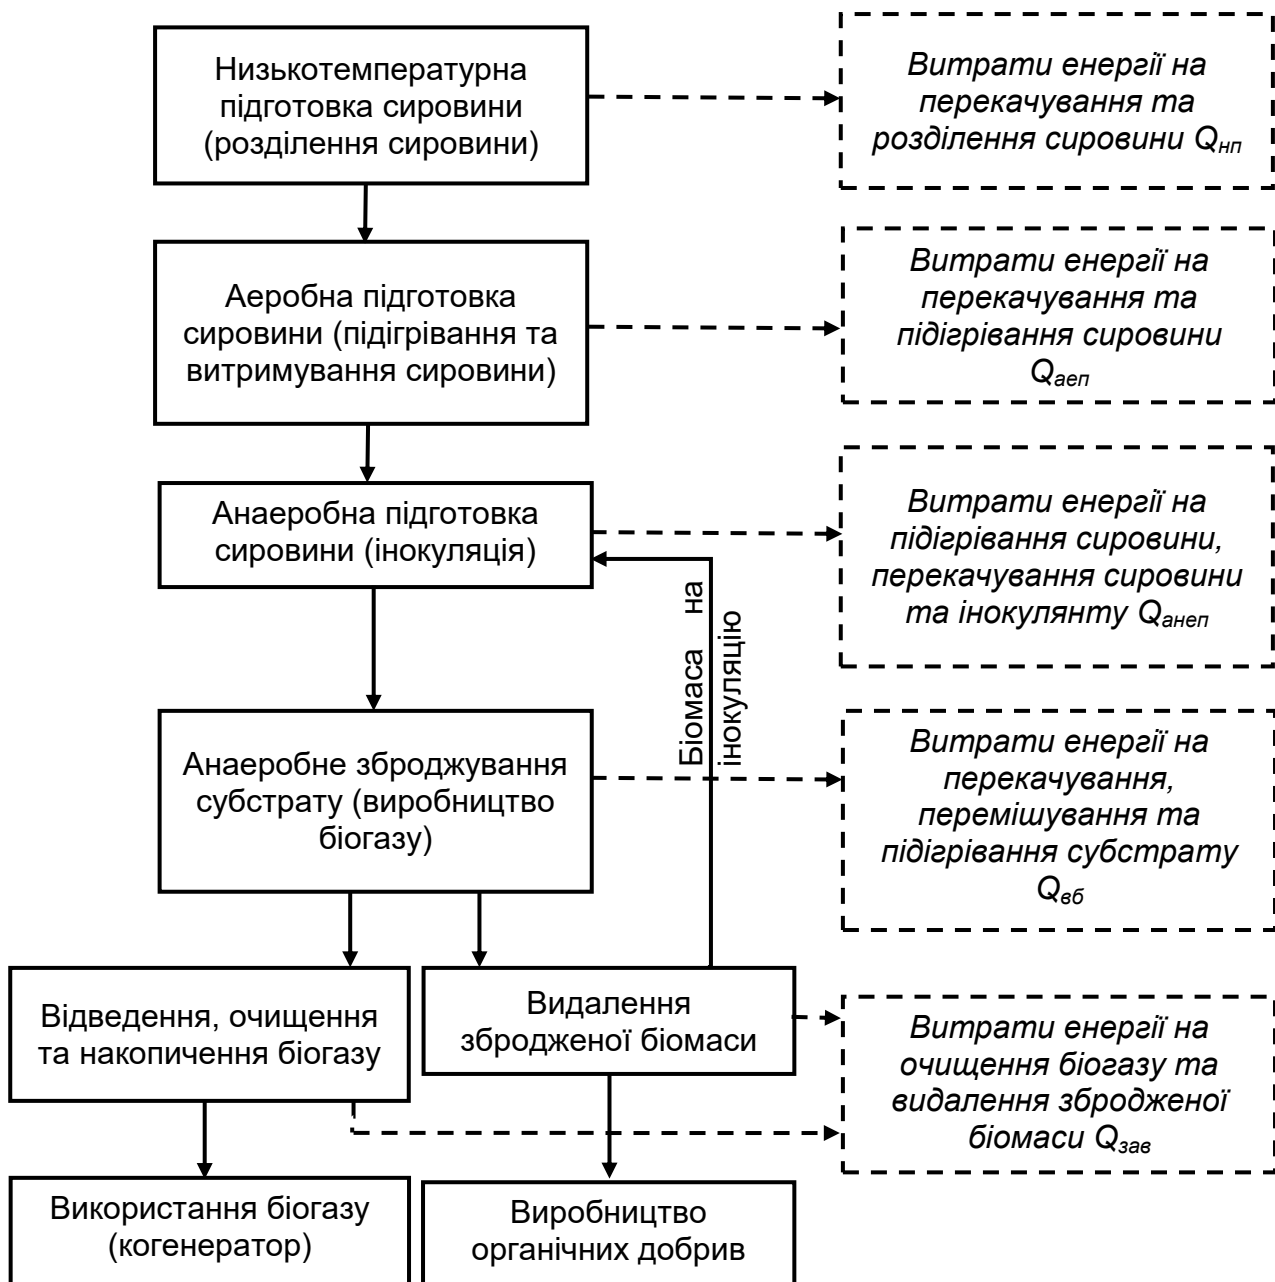 Низькотемпературна
підготовка сировини
(розділення сировини)
Витрати енергії на
перекачування та
розділення сировини Qнп
Аеробна підготовка
сировини (підігрівання та
витримування сировини)
Витрати енергії на
перекачування та
підігрівання сировини
Qаеп
Анаеробна підготовка
сировини (інокуляція)
Витрати енергії на
підігрівання сировини,
перекачування сировини
та інокулянту Qанеп
Біомаса на
інокуляцію
Анаеробне зброджування
субстрату (виробництво
біогазу)
Витрати енергії на
перекачування,
перемішування та
підігрівання субстрату
Qвб
Відведення, очищення
та накопичення біогазу
Видалення
збродженої біомаси
Витрати енергії на
очищення біогазу та
видалення збродженої
біомаси Qзав
Використання біогазу
(когенератор)
Виробництво
органічних добрив